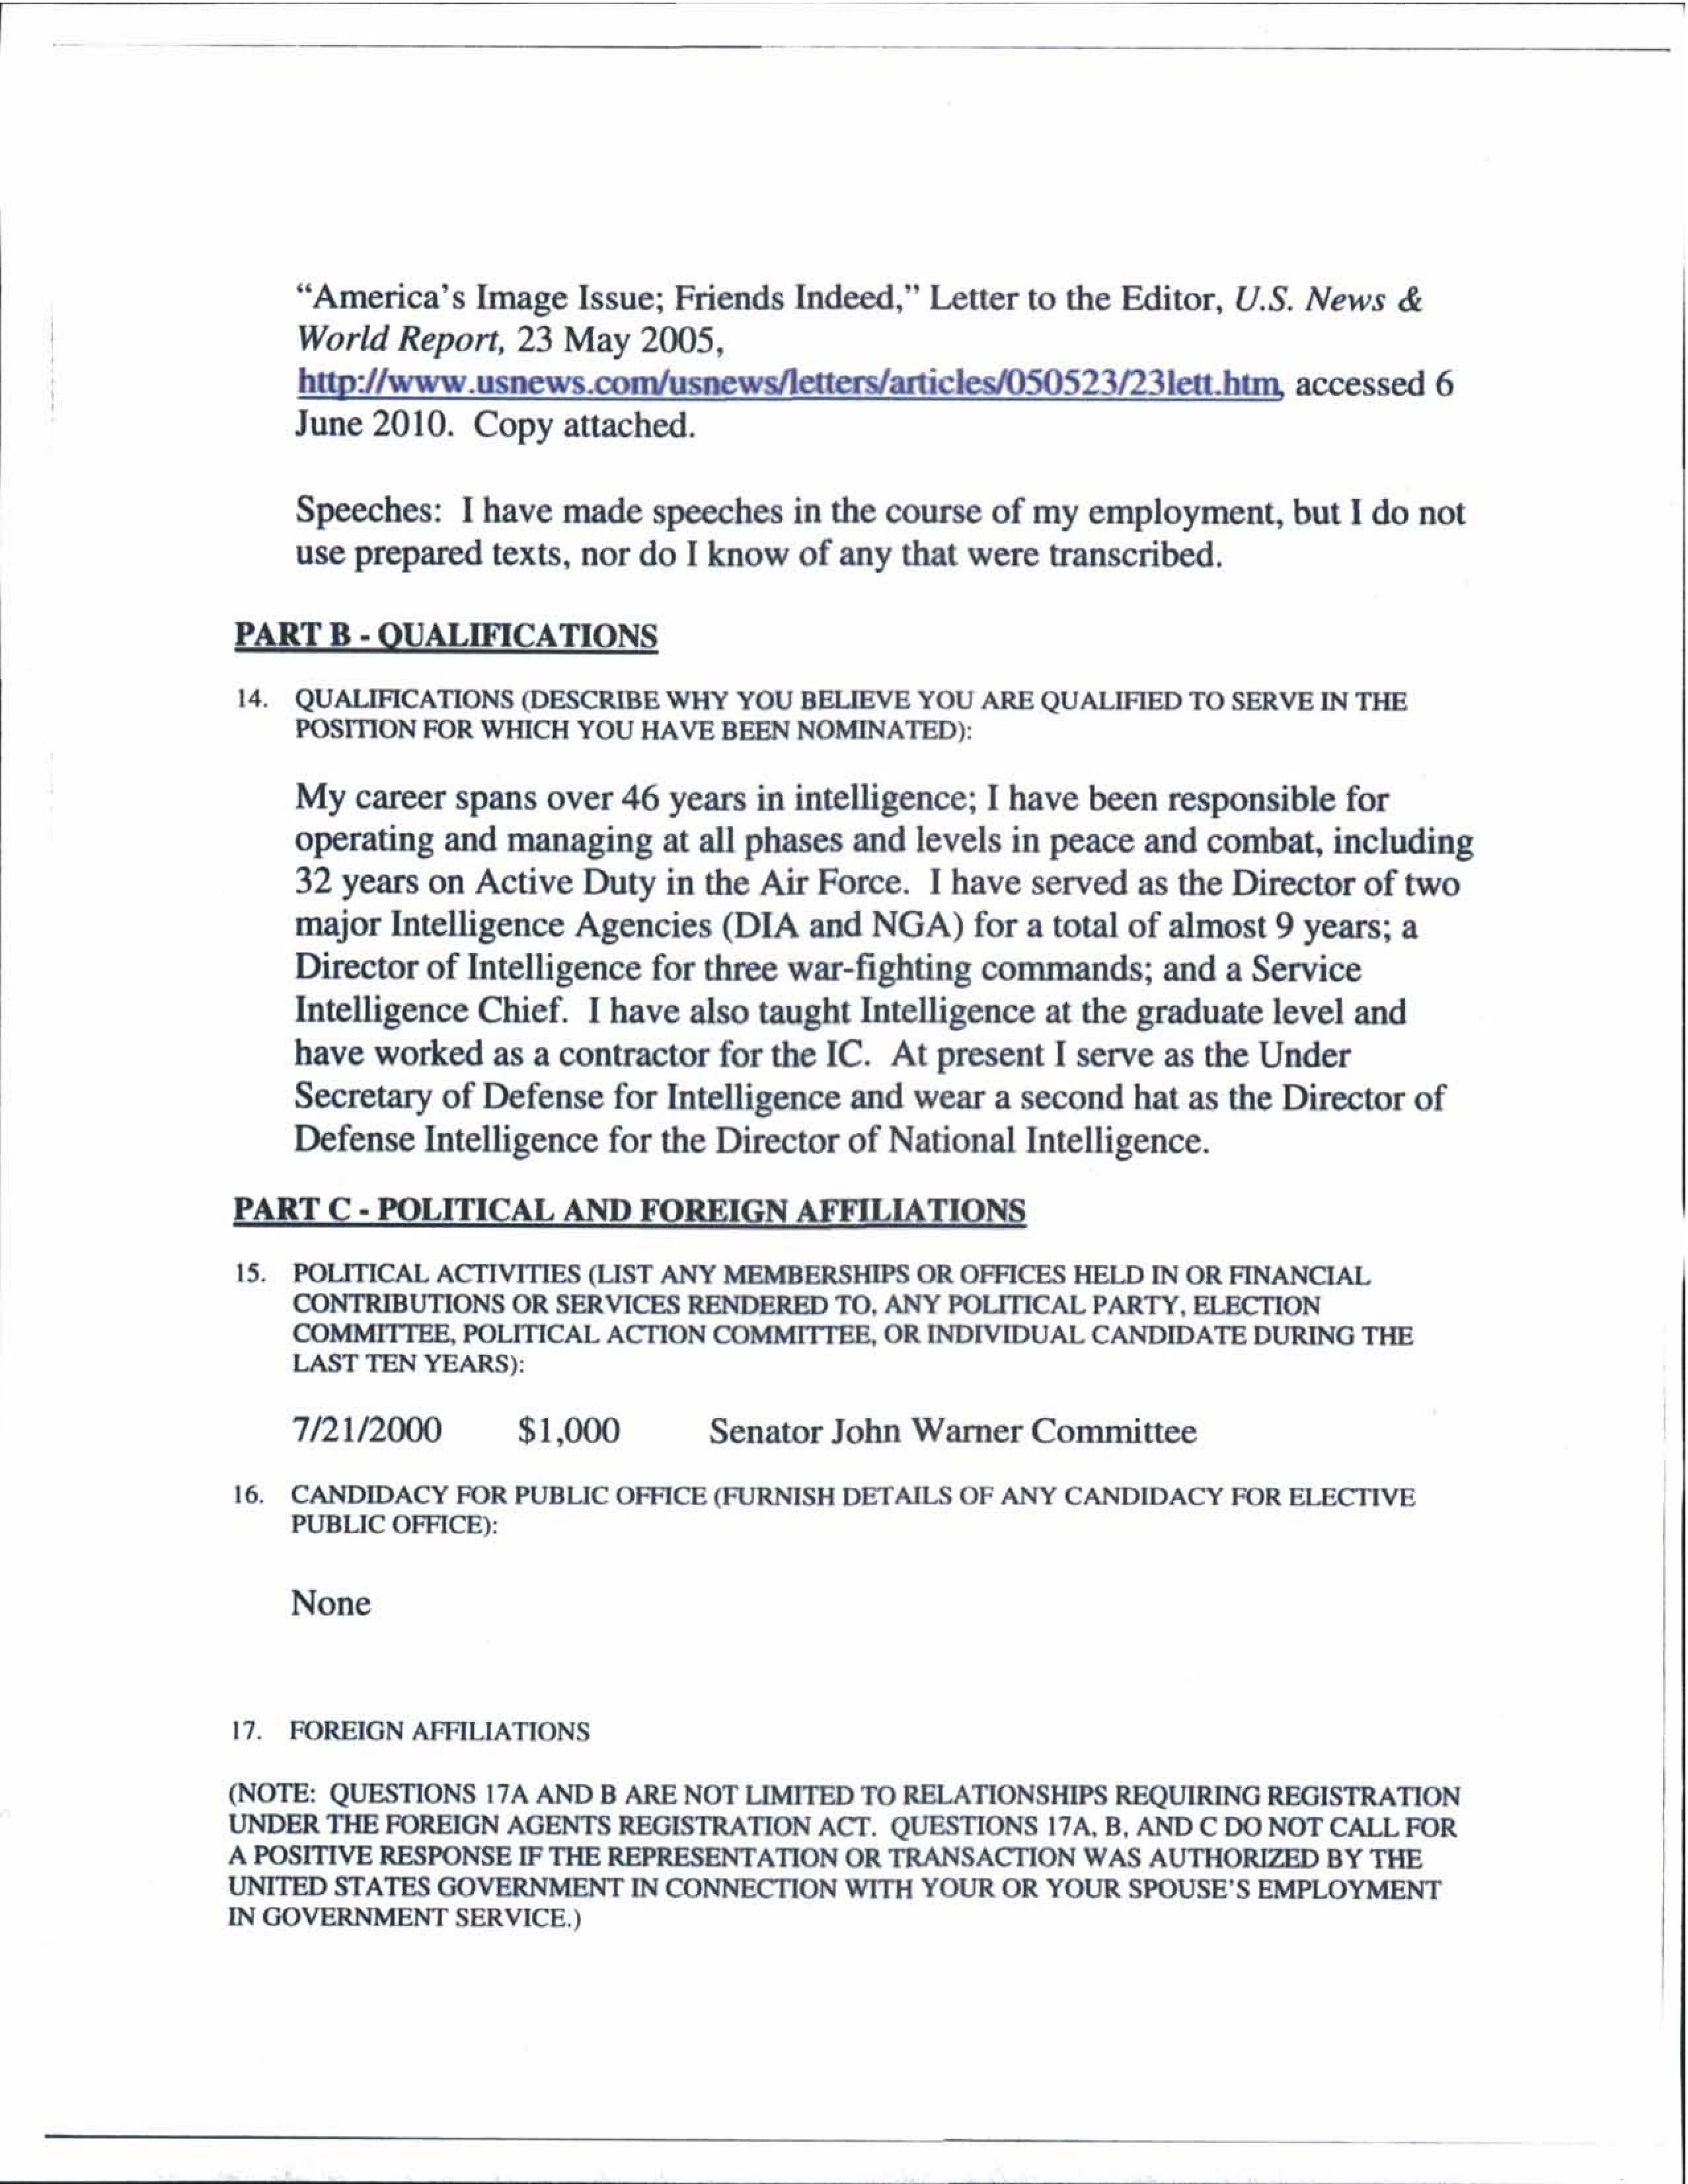 “America’s Image Issue; Friends Indeed,” Letter to the Editor, U.S. News &
World Report, 23 May 2005,
http://www.usnews.com/usnews/letters/articles/050523/23lett.htm, accessed 6
June 2010. Copy attached.
Speeches: I have made speeches in the course of my employment, but I do not
use prepared texts, nor do I know of any that were transcribed.
PART B - QUALIFICATIONS
14. QUALIFICATIONS (DESCRIBE WHY YOU BELIEVE YOU ARE QUALIFIED TO SERVE IN THE
POSITION FOR WHICH YOU HAVE BEEN NOMINATED):
My career spans over 46 years in intelligence; I have been responsible for
operating and managing at all phases and levels in peace and combat, including
32 years on Active Duty in the Air Force. I have served as the Director of two
major Intelligence Agencies (DIA and NGA) for a total of almost 9 years; a
Director of Intelligence for three war-fighting commands; and a Service
Intelligence Chief. I have also taught Intelligence at the graduate level and
have worked as a contractor for the IC. At present I serve as the Under
Secretary of Defense for Intelligence and wear a second hat as the Director of
Defense Intelligence for the Director of National Intelligence.
PART C - POLITICAL AND FOREIGN AFFILIATIONS
15. POLITICAL ACTIVITIES (LIST ANY MEMBERSHIPS OR OFFICES HELD IN OR FINANCIAL
CONTRIBUTIONS OR SERVICES RENDERED TO, ANY POLITICAL PARTY, ELECTION
COMMITTEE, POLITICAL ACTION COMMITTEE, OR INDIVIDUAL CANDIDATE DURING THE
LAST TEN YEARS):
7/21/2000 $1,000 Senator John Warner Committee
16. CANDIDACY FOR PUBLIC OFFICE (FURNISH DETAILS OF ANY CANDIDACY FOR ELECTIVE
PUBLIC OFFICE):
None
17. FOREIGN AFFILIATIONS
(NOTE: QUESTIONS 17A AND B ARE NOT LIMITED TO RELATIONSHIPS REQUIRING REGISTRATION
UNDER THE FOREIGN AGENTS REGISTRATION ACT. QUESTIONS 17A, B, AND C DO NOT CALL FOR
A POSITIVE RESPONSE IF THE REPRESENTATION OR TRANSACTION WAS AUTHORIZED BY THE
UNITED STATES GOVERNMENT IN CONNECTION WITH YOUR OR YOUR SPOUSE'S EMPLOYMENT
IN GOVERNMENT SERVICE.)